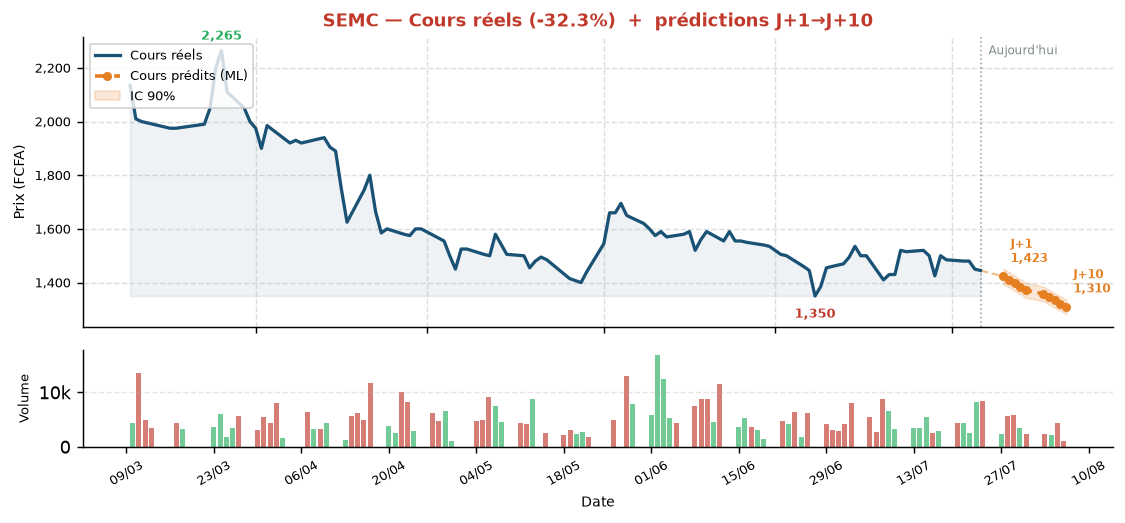 SEMC — Cours réels (-32.3%)  +  prédictions J+1→J+10
2,265
Cours réels
Cours prédits (ML)
IC 90%
Aujourd'hui
Prix (FCFA)
2,200
2,000
1,800
1,600
1,400
J+1
1,423
J+10
1,310
1,350
Volume
10k
0
09/03
23/03
06/04
20/04
04/05
18/05
01/06
15/06
29/06
13/07
27/07
10/08
Date